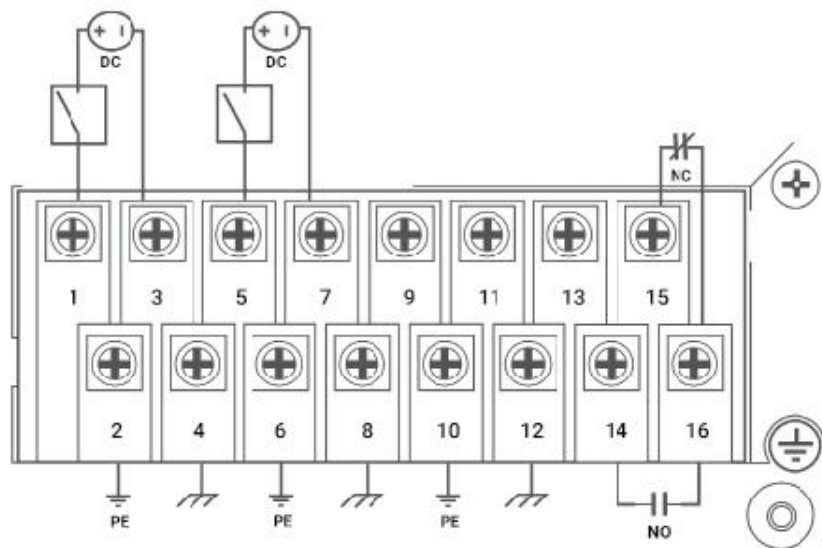 + − DC
+ − DC
NC
1 3 5 7 9 11 13 15
2 4 6 8 10 12 14 16
PE PE PE
NO